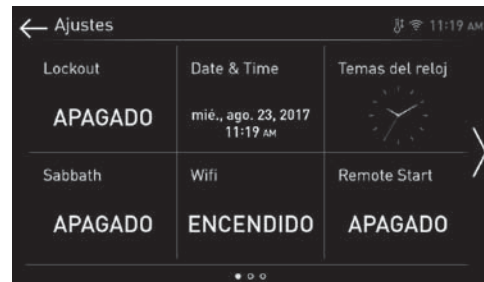 Ajustes 11:19 AM
Lockout Date & Time Temas del reloj
APAGADO mié., ago. 23, 2017 11:19 AM
Sabbath Wifi Remote Start
APAGADO ENCENDIDO APAGADO